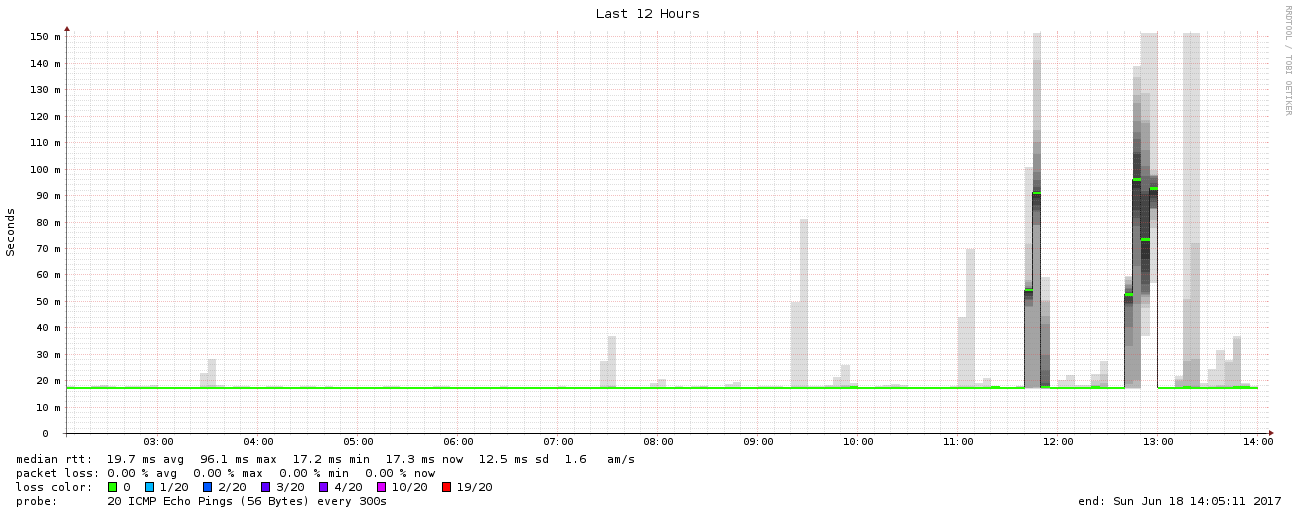 Last 12 Hours
RRDTOOL / TOBI OETIKER
Seconds
150 m
140 m
130 m
120 m
110 m
100 m
90 m
80 m
70 m
60 m
50 m
40 m
30 m
20 m
10 m
0
03:00 04:00 05:00 06:00 07:00 08:00 09:00 10:00 11:00 12:00 13:00 14:00
median rtt: 19.7 ms avg 96.1 ms max 17.2 ms min 17.3 ms now 12.5 ms sd 1.6 am/s
packet loss: 0.00 % avg 0.00 % max 0.00 % min 0.00 % now
loss color: 0 1/20 2/20 3/20 4/20 10/20 19/20
probe: 20 ICMP Echo Pings (56 Bytes) every 300s end: Sun Jun 18 14:05:11 2017